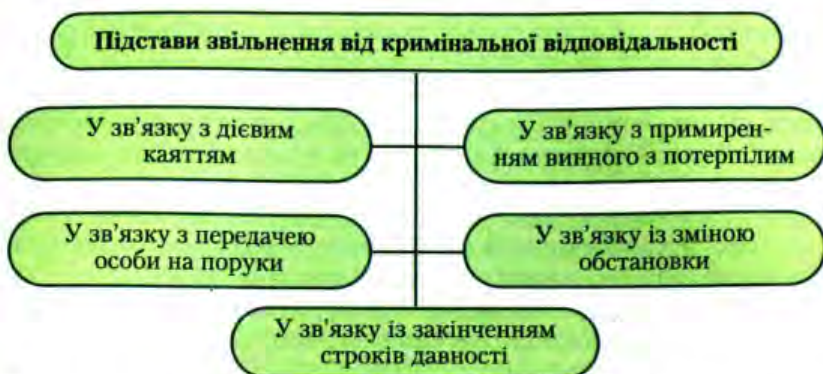 Підстави звільнення від кримінальної відповідальності
У зв'язку з дієвим
каяттям
У зв'язку з примирен-
ням винного з потерпілим
У зв'язку з передачею
особи на поруки
У зв'язку із зміною
обстановки
У зв'язку із закінченням
строків давності